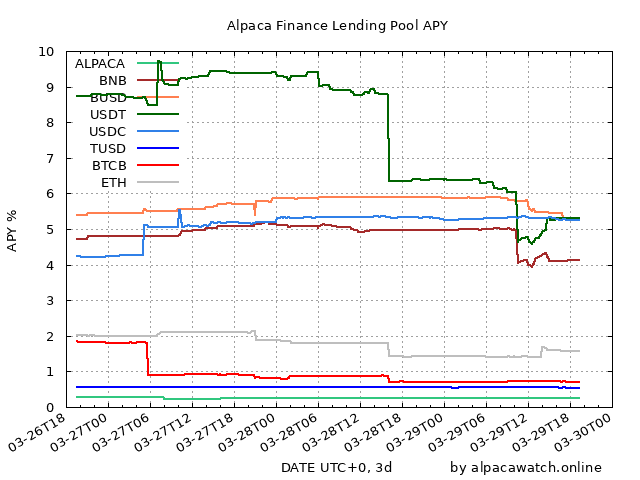 Alpaca Finance Lending Pool APY
10
9
8
7
6
5
4
3
2
1
0
APY %
ALPACA
BNB
BUSD
USDT
USDC
TUSD
BTCB
ETH
03-26T18
03-27T00
03-27T06
03-27T12
03-27T18
03-28T00
03-28T06
03-28T12
03-28T18
03-29T00
03-29T06
03-29T12
03-29T18
03-30T00
DATE UTC+0, 3d
by alpacawatch.online